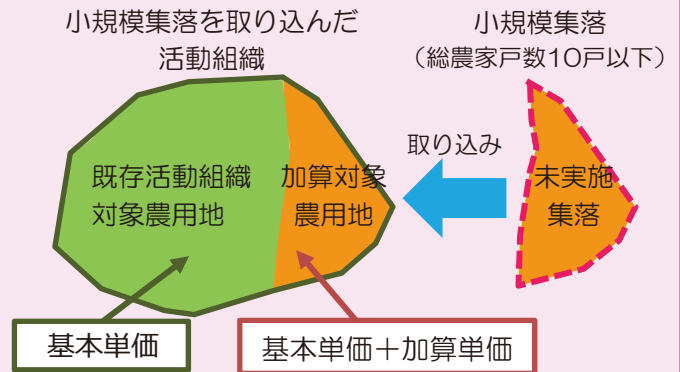 小規模集落を取り込んだ
活動組織
小規模集落
（総農家戸数10戸以下）
取り込み
既存活動組織
対象農用地
加算対象
農用地
未実施
集落
基本単価
基本単価＋加算単価